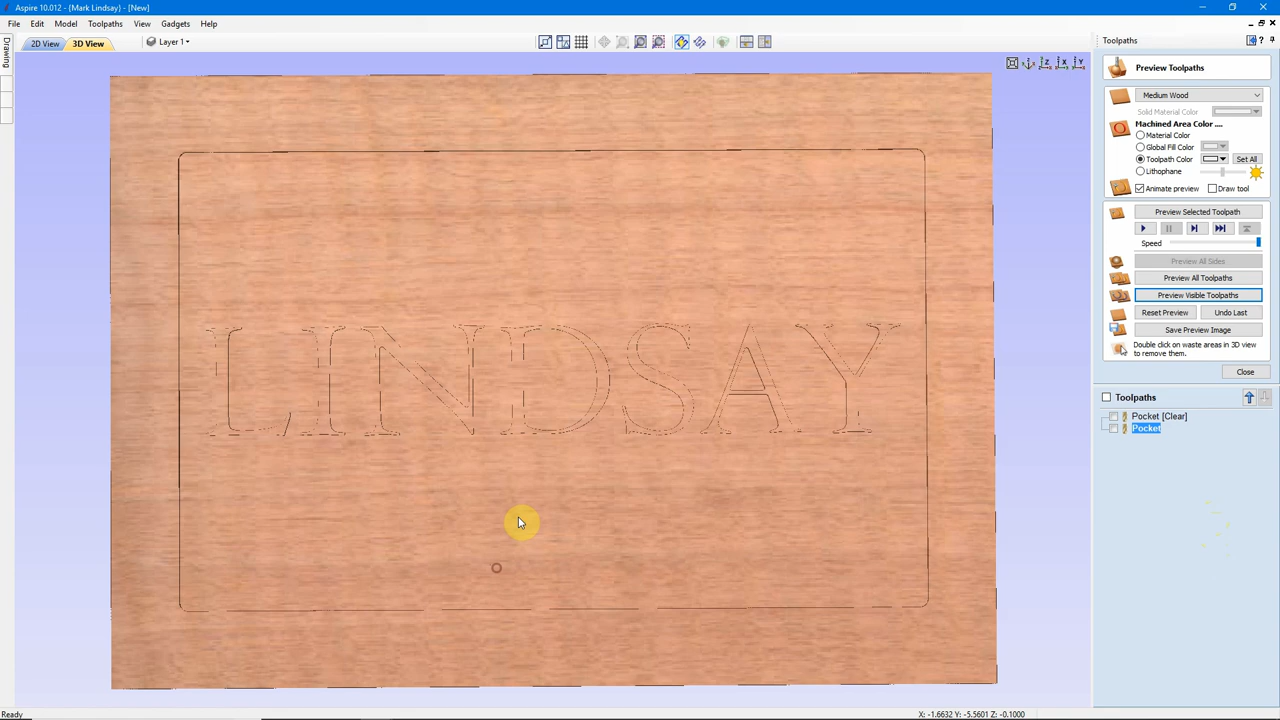 Aspire 10.012 - {Mark Lindsay} - [New]
File Edit Model Toolpaths View Gadgets Help
2D View 3D View Layer 1
Drawing
Toolpaths
Preview Toolpaths
Medium Wood
Solid Material Color
Machined Area Color ....
Material Color
Global Fill Color
Toolpath Color Set All
Lithophane
Animate preview Draw tool
Preview Selected Toolpath
Speed
Preview All Sides
Preview All Toolpaths
Preview Visible Toolpaths
Reset Preview Undo Last
Save Preview Image
Double click on waste areas in 3D view
to remove them.
Close
Toolpaths
Pocket [Clear]
Pocket
LINDSAY
Ready X: -1.6632 Y: -5.5601 Z: -0.1000